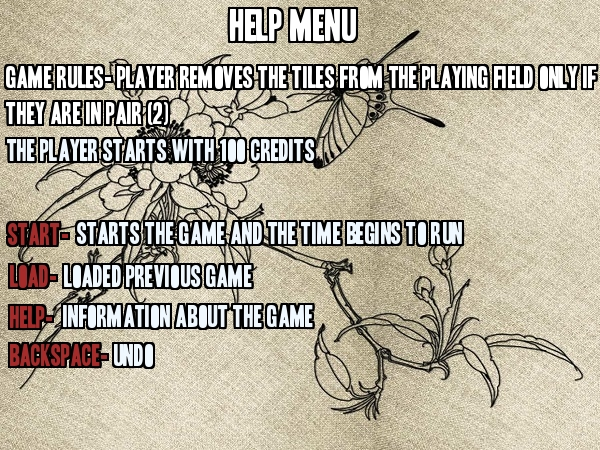 HELP MENU
GAME RULES- PLAYER REMOVES THE TILES FROM THE PLAYING FIELD ONLY IF
THEY ARE IN PAIR (2)
THE PLAYER STARTS WITH 100 CREDITS
START- STARTS THE GAME AND THE TIME BEGINS TO RUN
LOAD- LOADED PREVIOUS GAME
HELP- INFORMATION ABOUT THE GAME
BACKSPACE- UNDO